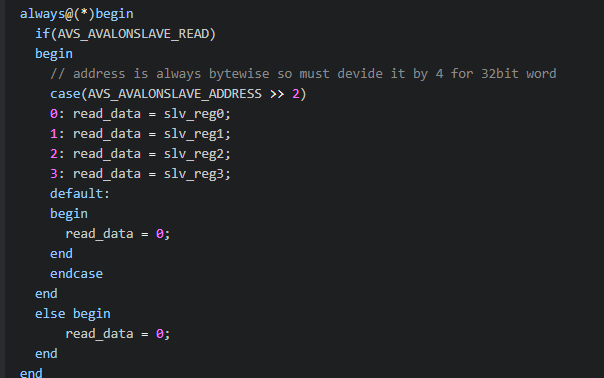 always@(*)begin
if(AVS_AVALONSLAVE_READ)
begin
// address is always bytewise so must devide it by 4 for 32bit word
case(AVS_AVALONSLAVE_ADDRESS >> 2)
0: read_data = slv_reg0;
1: read_data = slv_reg1;
2: read_data = slv_reg2;
3: read_data = slv_reg3;
default:
begin
read_data = 0;
end
endcase
end
else begin
read_data = 0;
end
end